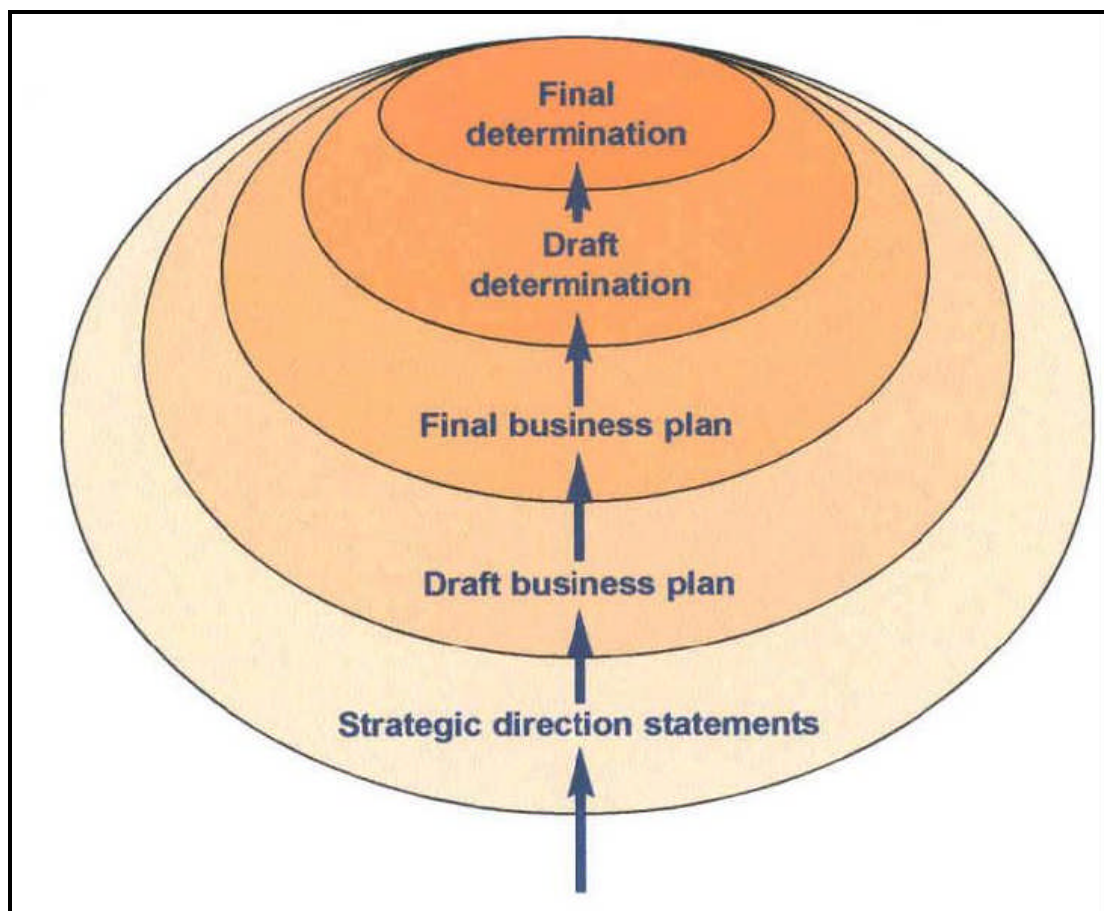 Final
determination
Draft
determination
Final business plan
Draft business plan
Strategic direction statements